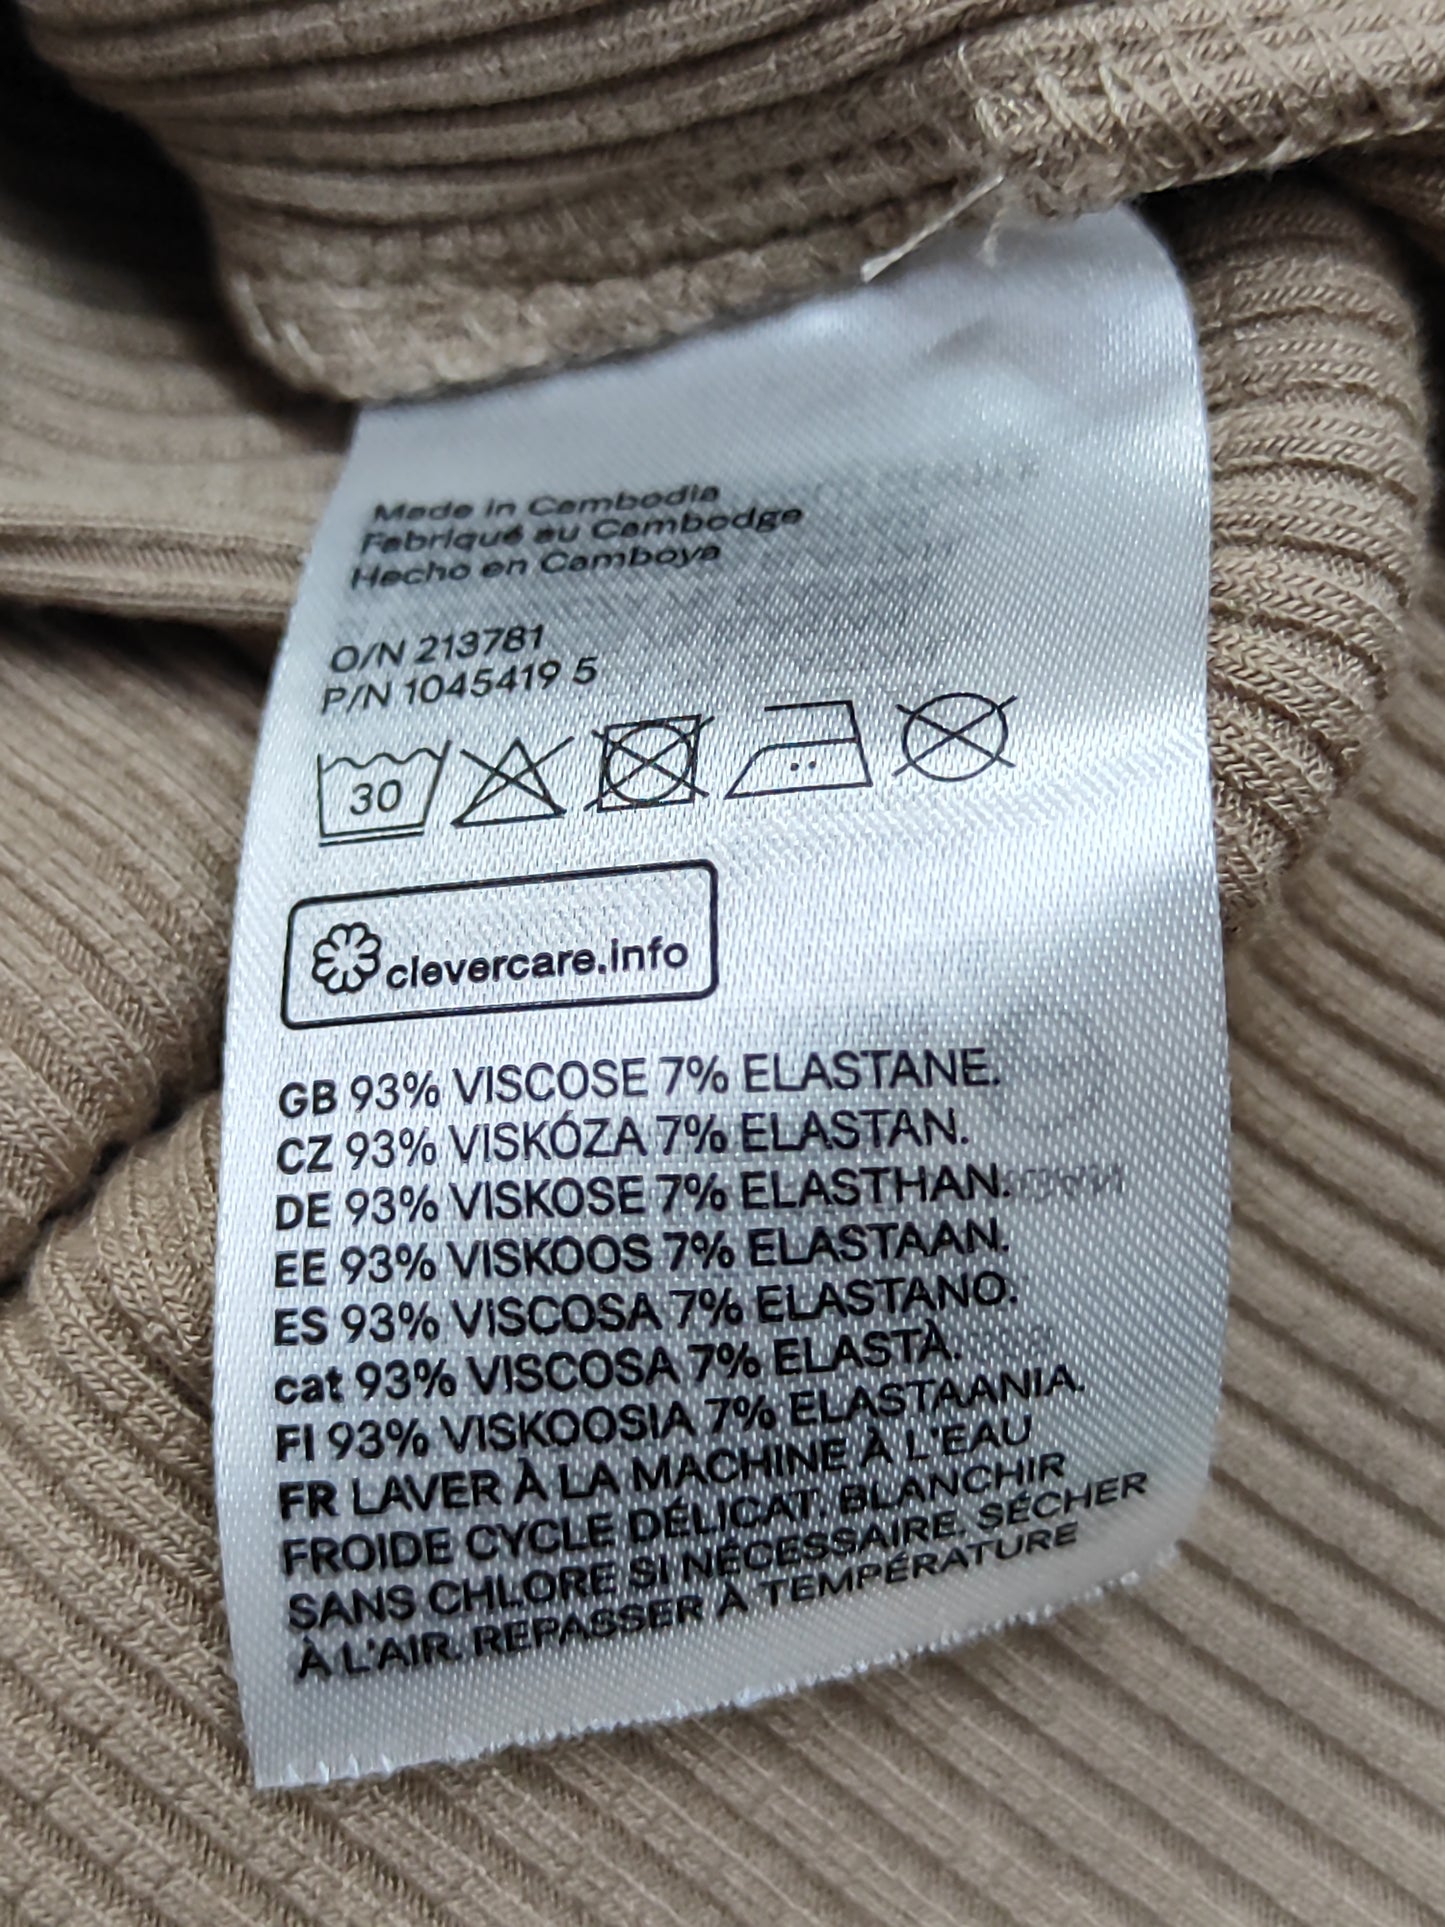 Made in Cambodia
Fabriqué au Cambodge
Hecho en Camboya
O/N 213781
P/N 1045419 5
30
clevercare.info
GB 93% VISCOSE 7% ELASTANE.
CZ 93% VISKÓZA 7% ELASTAN.
DE 93% VISKOSE 7% ELASTHAN.
EE 93% VISKOOS 7% ELASTAAN.
ES 93% VISCOSA 7% ELASTANO.
cat 93% VISCOSA 7% ELASTÀ.
FI 93% VISKOOSIA 7% ELASTAANIA.
FR LAVER À LA MACHINE À L'EAU
FROIDE CYCLE DÉLICAT. BLANCHIR
SANS CHLORE SI NÉCESSAIRE. SÉCHER
À L'AIR. REPASSER À TEMPÉRATURE